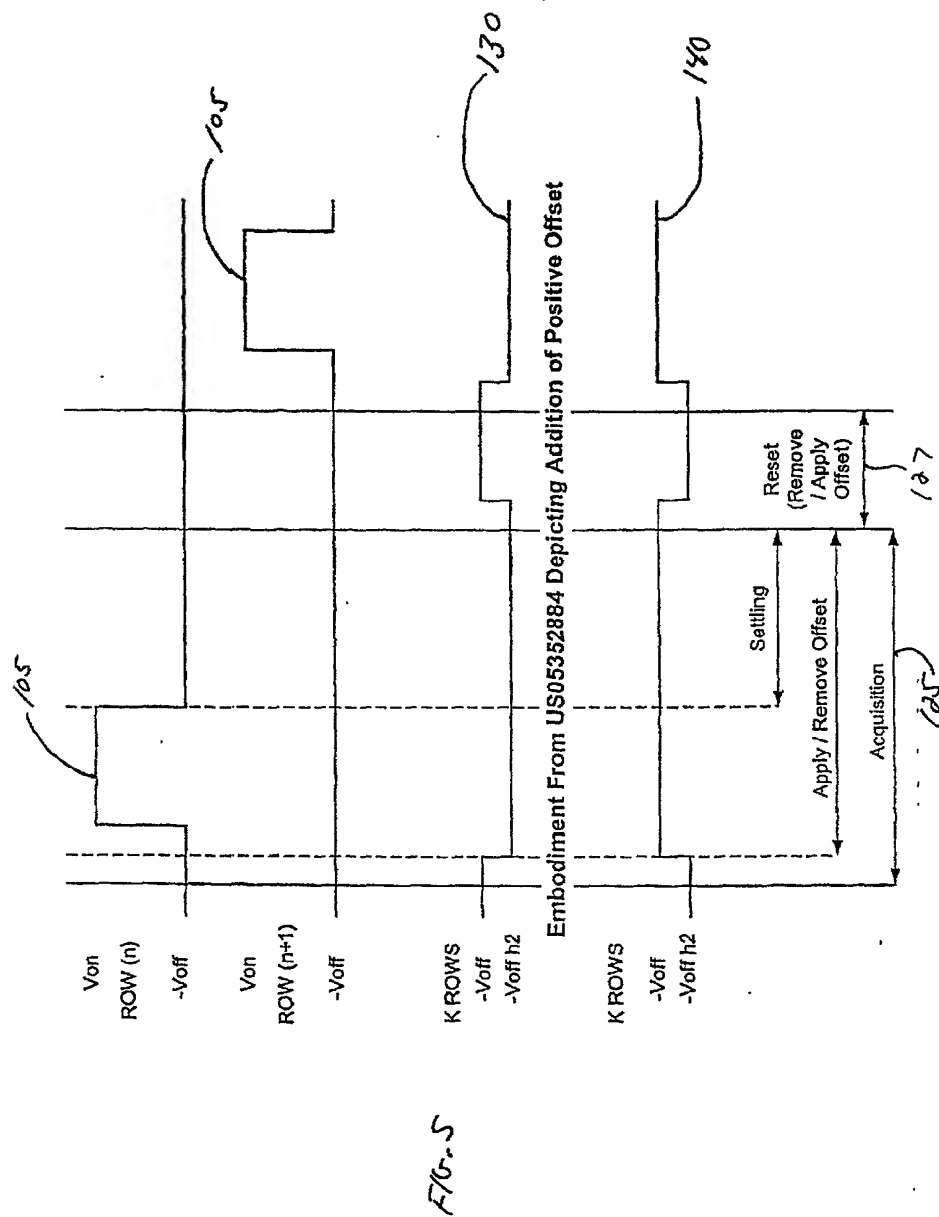 105
105
Von
ROW (n)
-Voff
Von
ROW (n+1)
-Voff
130
K ROWS
-Voff
-Voff h2
Embodiment From US05352884 Depicting Addition of Positive Offset
140
K ROWS
-Voff
-Voff h2
Settling
Reset
(Remove
/ Apply
Offset)
Apply / Remove Offset
127
Acquisition
125
FIG. 5